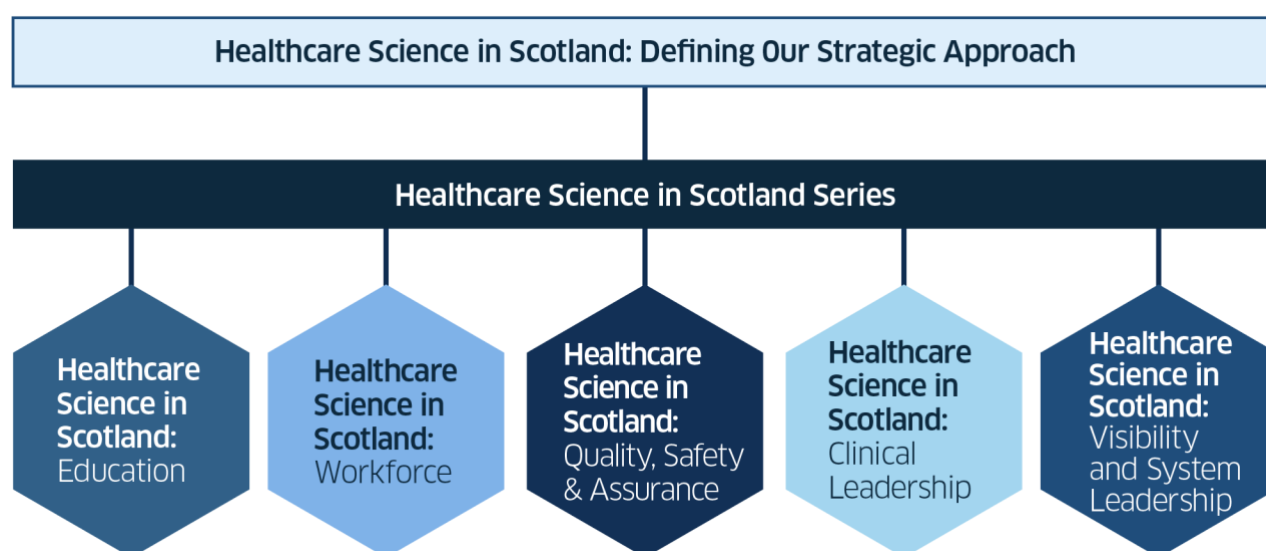 Healthcare Science in Scotland: Defining Our Strategic Approach
Healthcare Science in Scotland Series
Healthcare
Science in
Scotland:
Education
Healthcare
Science in
Scotland:
Workforce
Healthcare
Science in
Scotland:
Quality, Safety
& Assurance
Healthcare
Science in
Scotland:
Clinical
Leadership
Healthcare
Science in
Scotland:
Visibility
and System
Leadership